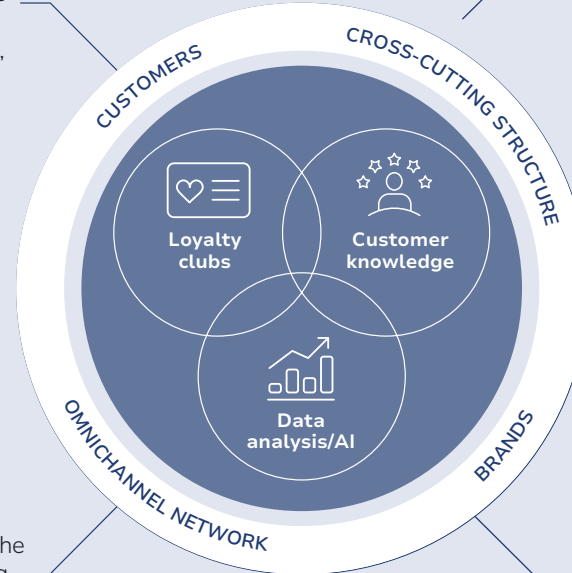 ,
CUSTOMERS
CROSS-CUTTING STRUCTURE
Loyalty
clubs
Customer
knowledge
Data
analysis/AI
OMNICHANNEL NETWORK
BRANDS